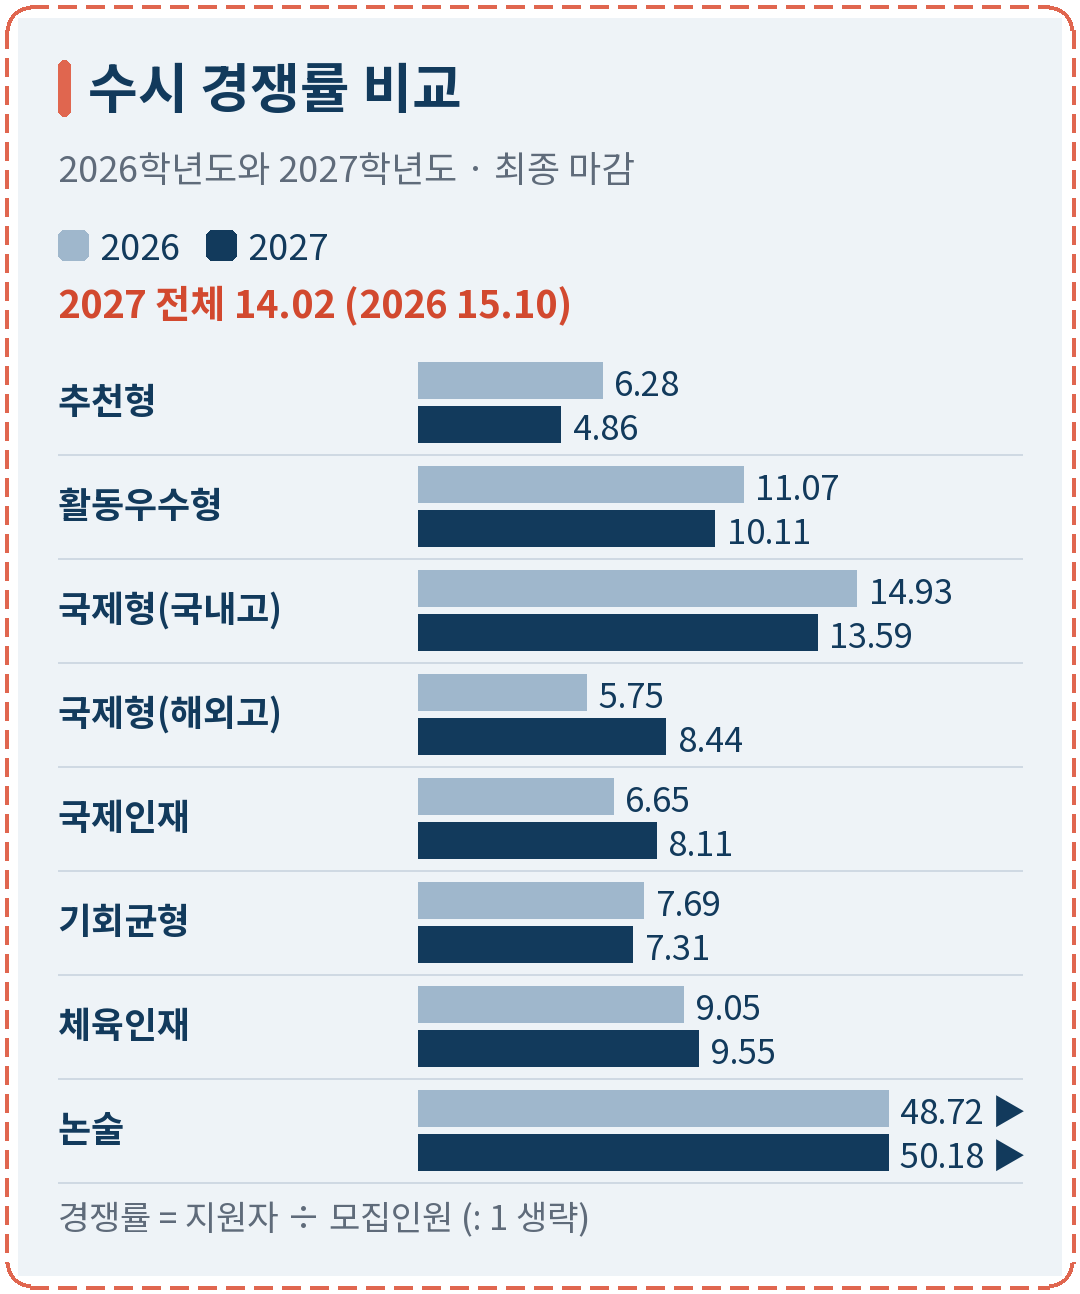 수시 경쟁률 비교
2026학년도와 2027학년도 · 최종 마감
2026 2027
2027 전체 14.02 (2026 15.10)
추천형
6.28
4.86
활동우수형
11.07
10.11
국제형(국내고)
14.93
13.59
국제형(해외고)
5.75
8.44
국제인재
6.65
8.11
기회균형
7.69
7.31
체육인재
9.05
9.55
논술
48.72 ▶
50.18 ▶
경쟁률 = 지원자 ÷ 모집인원 (: 1 생략)